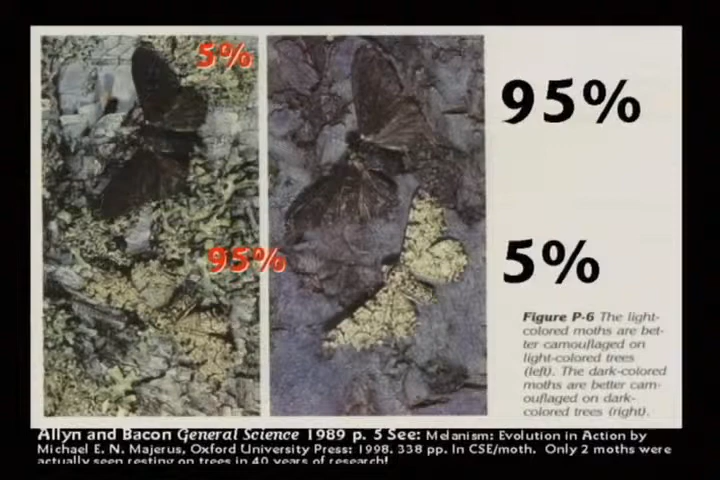 5%
95%
95%
5%
Figure P-6 The light-
colored moths are bet-
ter camouflaged on
light-colored trees
(left). The dark-colored
moths are better cam-
ouflaged on dark-
colored trees (right).
Allyn and Bacon General Science 1989 p. 5 See: Melanism: Evolution in Action by
Michael E. N. Majerus, Oxford University Press: 1998. 338 pp. In CSE/moth. Only 2 moths were
actually seen resting on trees in 40 years of research!